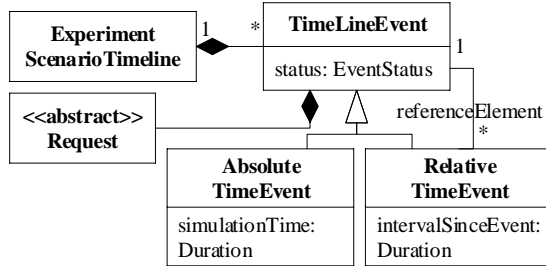 Experiment
ScenarioTimeline
1
*
TimeLineEvent
status: EventStatus
1
<<abstract>>
Request
referenceElement
*
Absolute
TimeEvent
simulationTime:
Duration
Relative
TimeEvent
intervalSinceEvent:
Duration